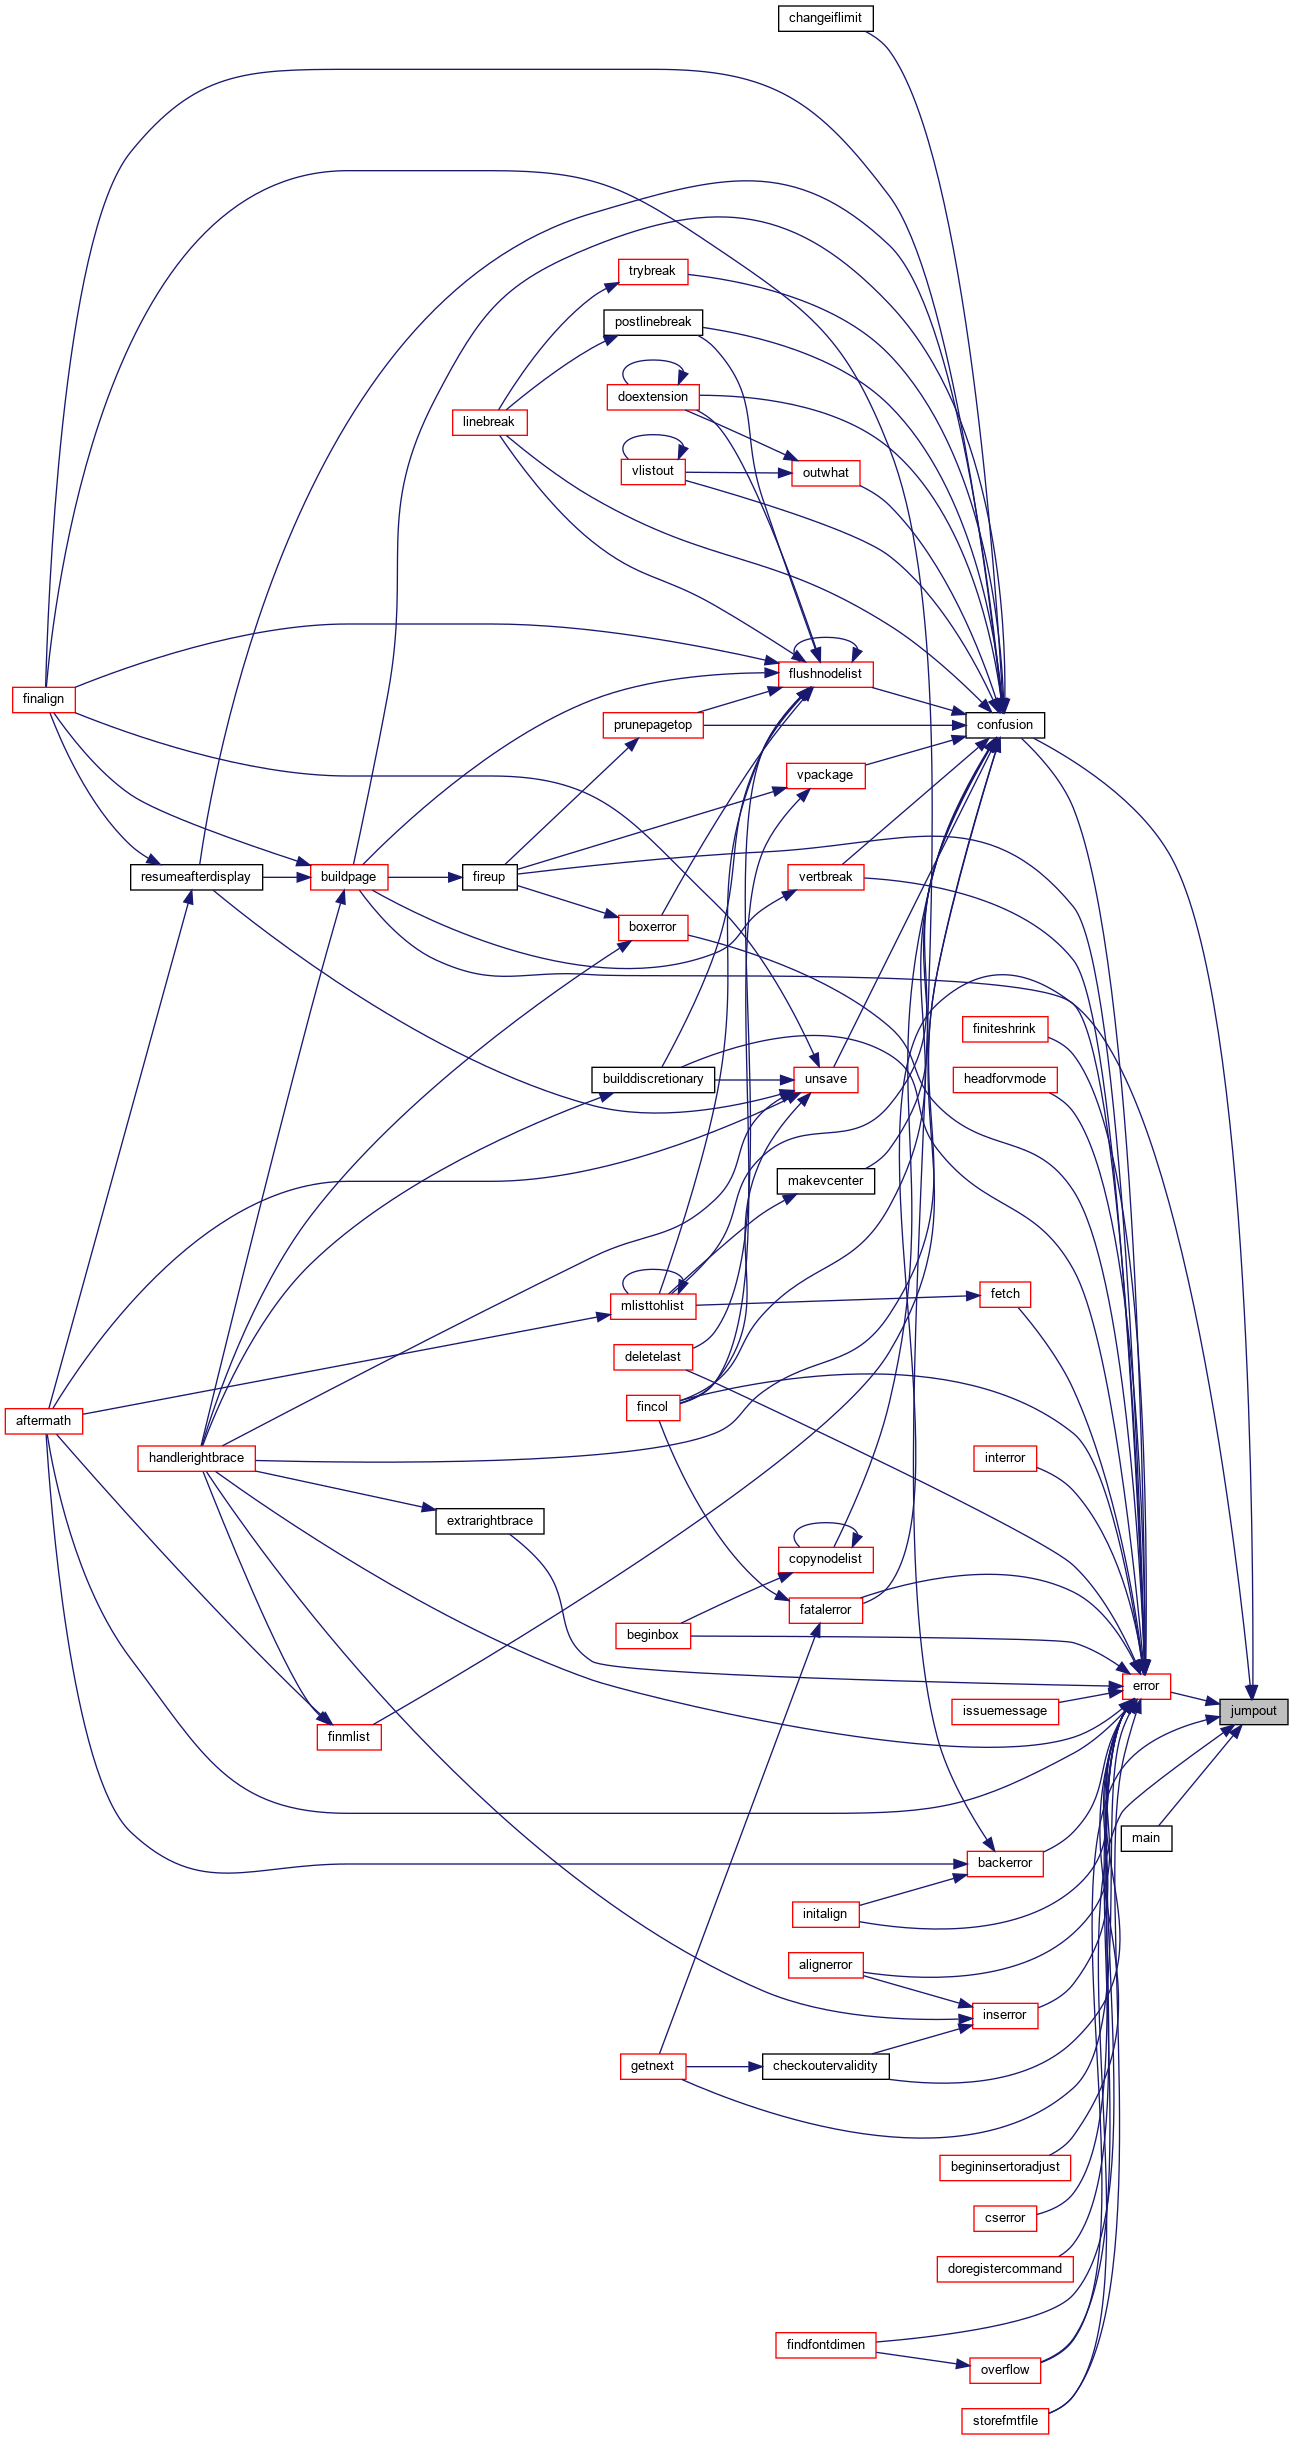 changeiflimit
trybreak
postlinebreak
doextension
linebreak
vlistout
outwhat
flushnodelist
finalign
prunepagetop
confusion
vpackage
resumeafterdisplay
buildpage
fireup
vertbreak
boxerror
finiteshrink
builddiscretionary
unsave
headforvmode
makevcenter
mlisttohlist
fetch
deletelast
fincol
aftermath
handlerightbrace
interror
extrarightbrace
copynodelist
fatalerror
beginbox
error
issuemessage
jumpout
finmlist
main
backerror
initalign
alignerror
inserror
getnext
checkoutervalidity
begininsertoradjust
cserror
doregistercommand
findfontdimen
overflow
storefmtfile